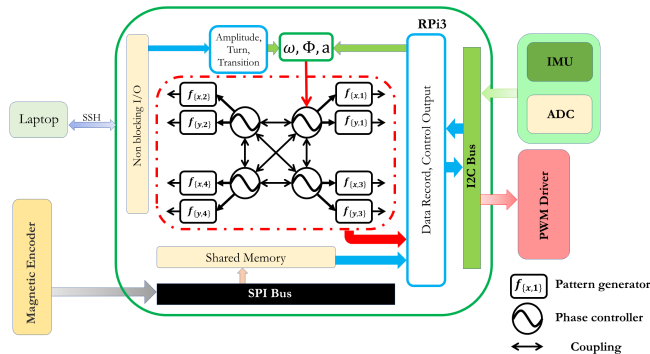 RPi3
Amplitude,
Turn,
Transition
ω, Φ, a
Non blocking I/O
f{x,2}
f{x,1}
f{y,2}
f{y,1}
f{x,4}
f{x,3}
f{y,4}
f{y,3}
Data Record, Control Output
I2C Bus
IMU
ADC
Laptop
SSH
PWM Driver
Magnetic Encoder
Shared Memory
SPI Bus
f{x,1}
Pattern generator
Phase controller
Coupling